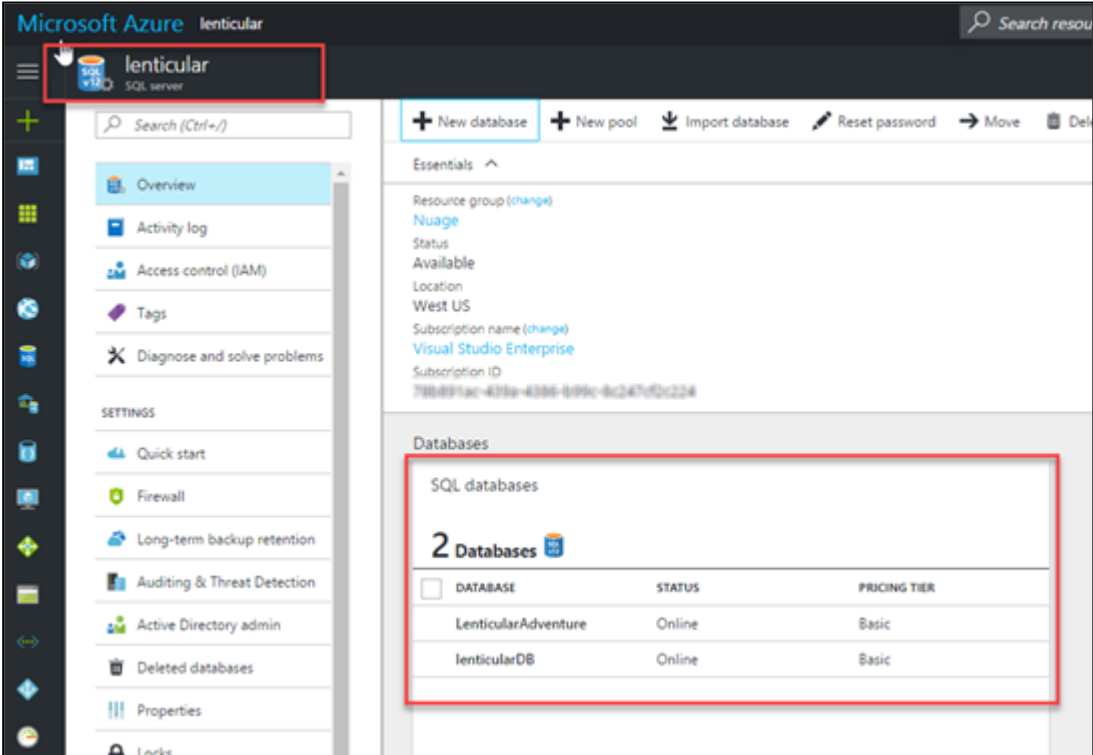 Microsoft Azure lenticular
Search resou
lenticular
SQL server
Search (Ctrl+/)
Overview
Activity log
Access control (IAM)
Tags
Diagnose and solve problems
SETTINGS
Quick start
Firewall
Long-term backup retention
Auditing & Threat Detection
Active Directory admin
Deleted databases
Properties
Locks
New database New pool Import database Reset password Move Dele
Essentials
Resource group (change)
Nuage
Status
Available
Location
West US
Subscription name (change)
Visual Studio Enterprise
Subscription ID
Databases
SQL databases
2 Databases
DATABASE STATUS PRICING TIER
LenticularAdventure Online Basic
lenticularDB Online Basic